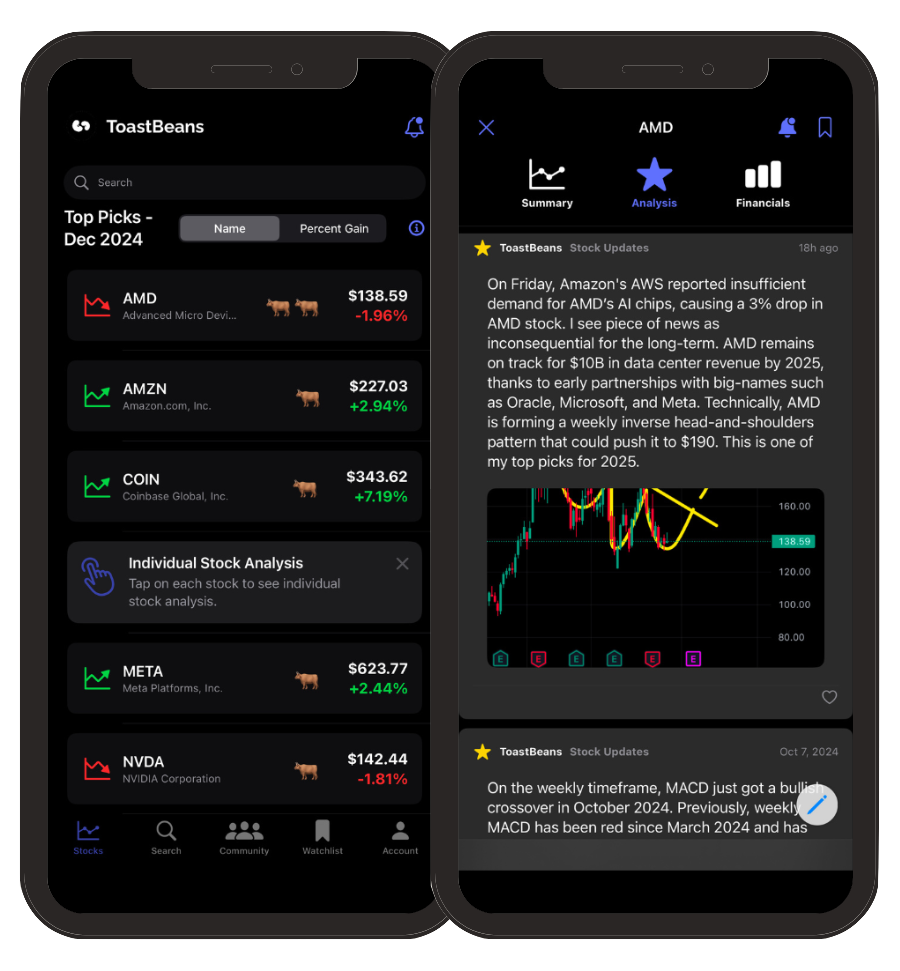 ToastBeans
Search
Top Picks -
Dec 2024
Name
Percent Gain
AMD
Advanced Micro Devi...
$138.59
-1.96%
AMZN
Amazon.com, Inc.
$227.03
+2.94%
COIN
Coinbase Global, Inc.
$343.62
+7.19%
Individual Stock Analysis
Tap on each stock to see individual
stock analysis.
META
Meta Platforms, Inc.
$623.77
+2.44%
NVDA
NVIDIA Corporation
$142.44
-1.81%
Stocks
Search
Community
Watchlist
Account
AMD
Summary
Analysis
Financials
ToastBeans Stock Updates
18h ago
On Friday, Amazon's AWS reported insufficient
demand for AMD's AI chips, causing a 3% drop in
AMD stock. I see piece of news as
inconsequential for the long-term. AMD remains
on track for $10B in data center revenue by 2025,
thanks to early partnerships with big-names such
as Oracle, Microsoft, and Meta. Technically, AMD
is forming a weekly inverse head-and-shoulders
pattern that could push it to $190. This is one of
my top picks for 2025.
160.00
138.59
120.00
100.00
80.00
E
E
E
E
E
E
ToastBeans Stock Updates
Oct 7, 2024
On the weekly timeframe, MACD just got a bullish
crossover in October 2024. Previously, weekly
MACD has been red since March 2024 and has